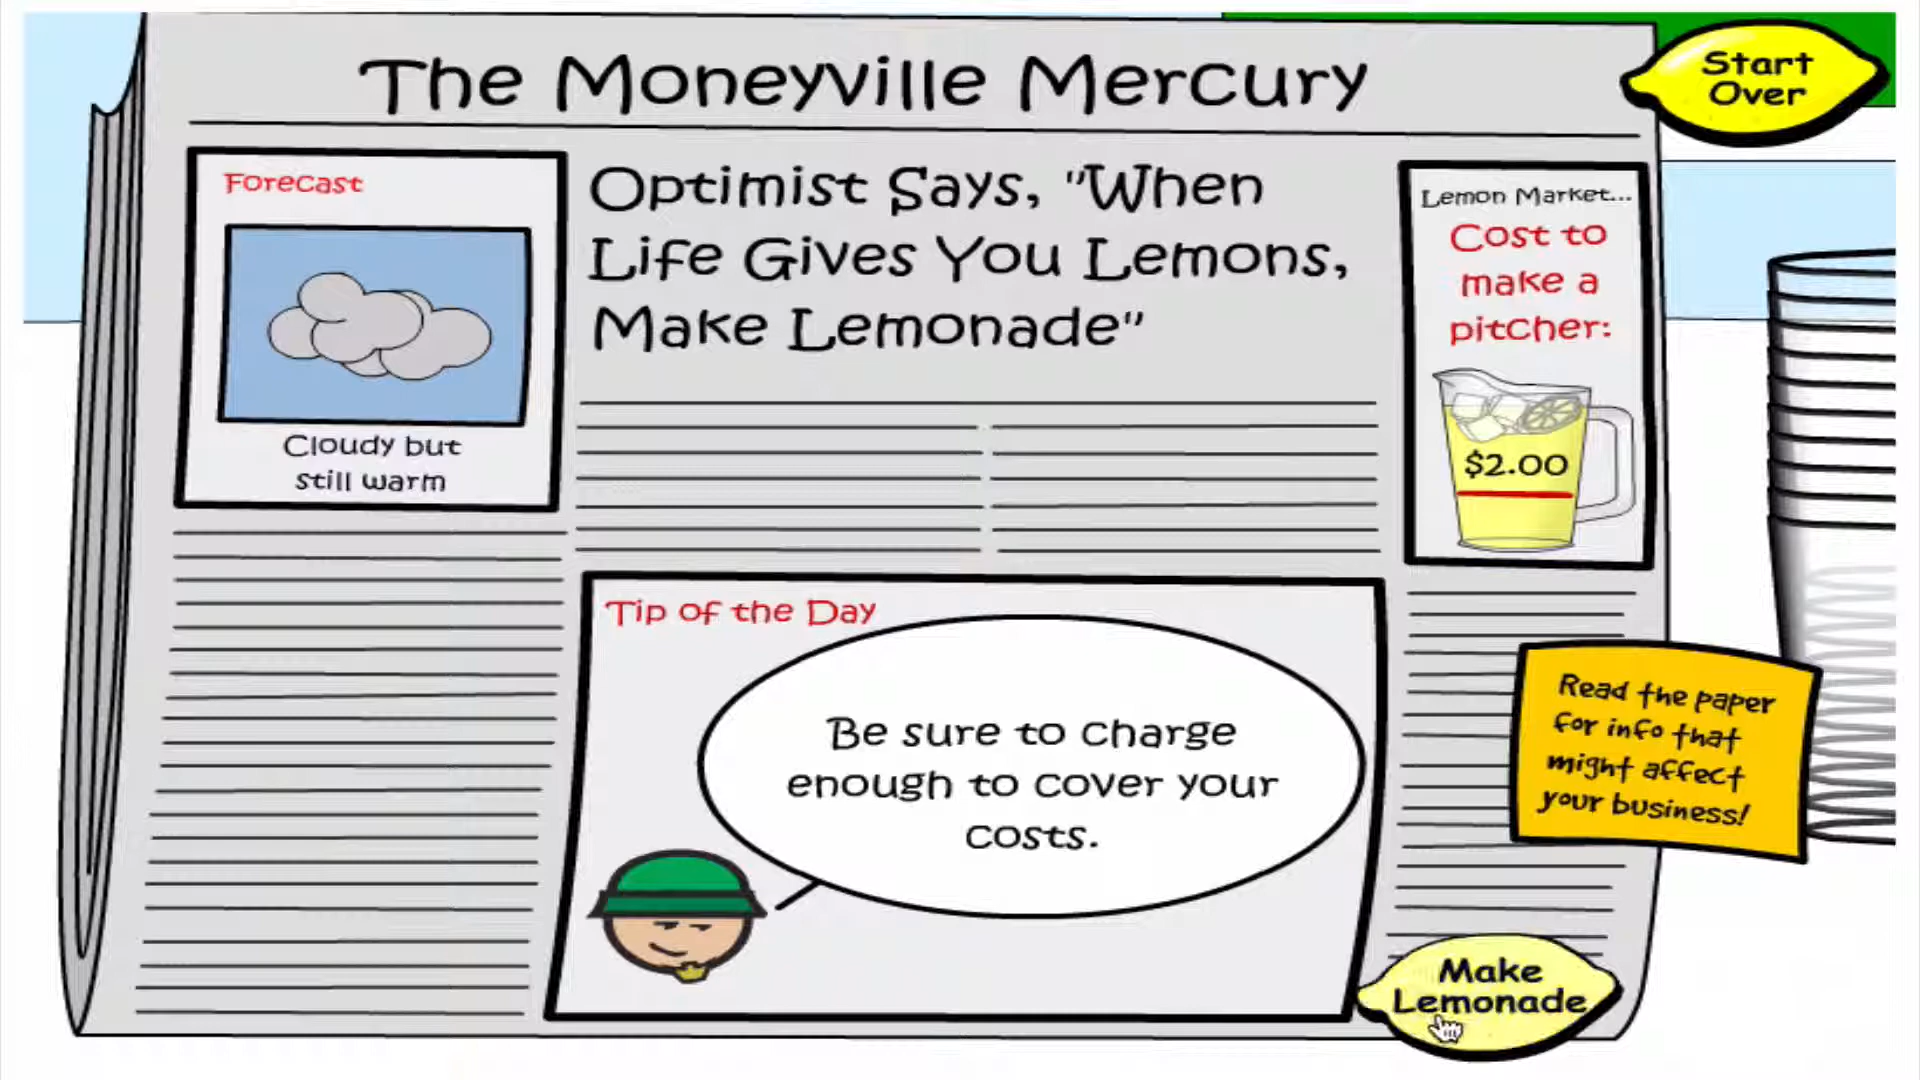 The Moneyville Mercury
Start
Over
Forecast
Cloudy but
still warm
Optimist Says, "When
Life Gives You Lemons,
Make Lemonade"
Lemon Market...
Cost to
make a
pitcher:
$2.00
Tip of the Day
Be sure to charge
enough to cover your
costs.
Read the paper
for info that
might affect
your business!
Make
Lemonade